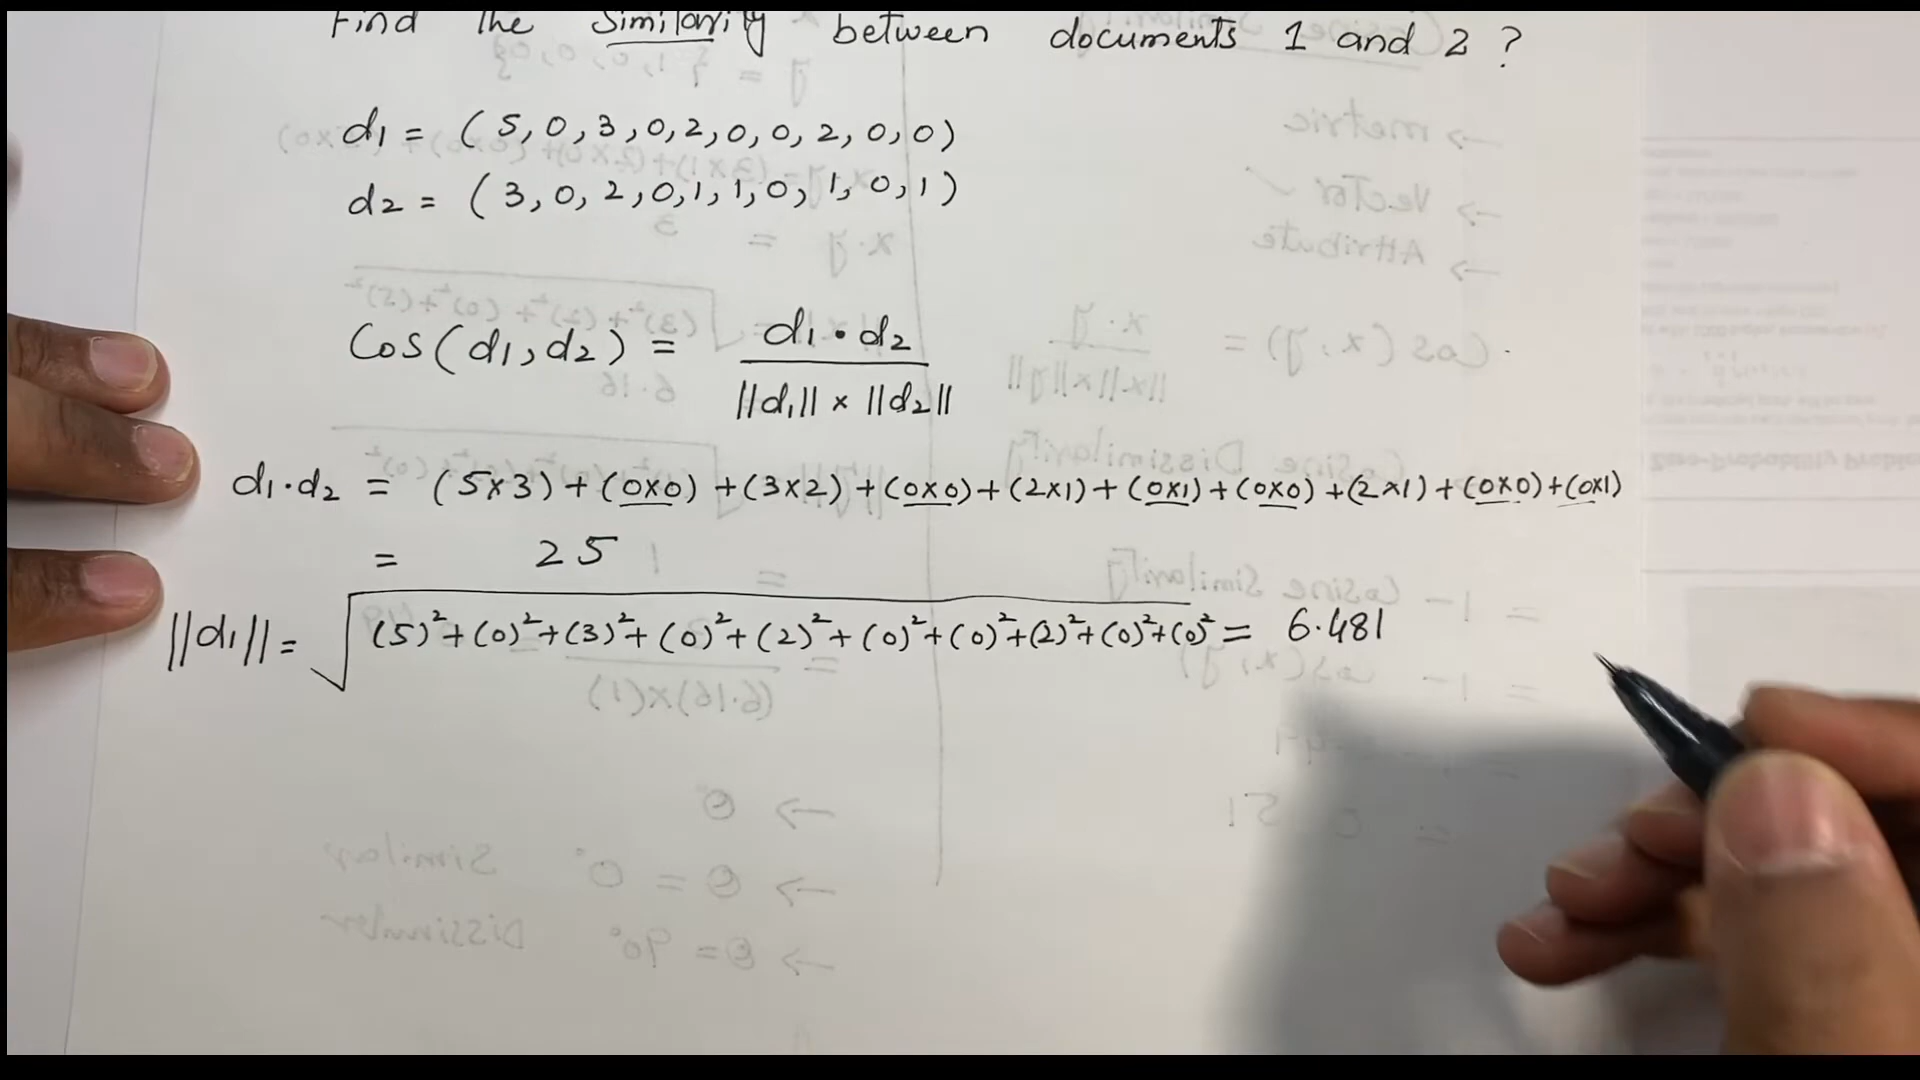 Find the Similarity between documents 1 and 2 ?
d1 = ( 5, 0, 3, 0, 2, 0, 0, 2, 0, 0 )
d2 = ( 3, 0, 2, 0, 1, 1, 0, 1, 0, 1 )
Cos(d1, d2) = d1 · d2
||d1|| × ||d2||
d1 · d2 = (5×3) + (0×0) + (3×2) + (0×0) + (2×1) + (0×1) + (0×0) + (2×1) + (0×0) + (0×1)
= 25
||d1|| = √(5)² + (0)² + (3)² + (0)² + (2)² + (0)² + (0)² + (2)² + (0)² + (0)² = 6.481